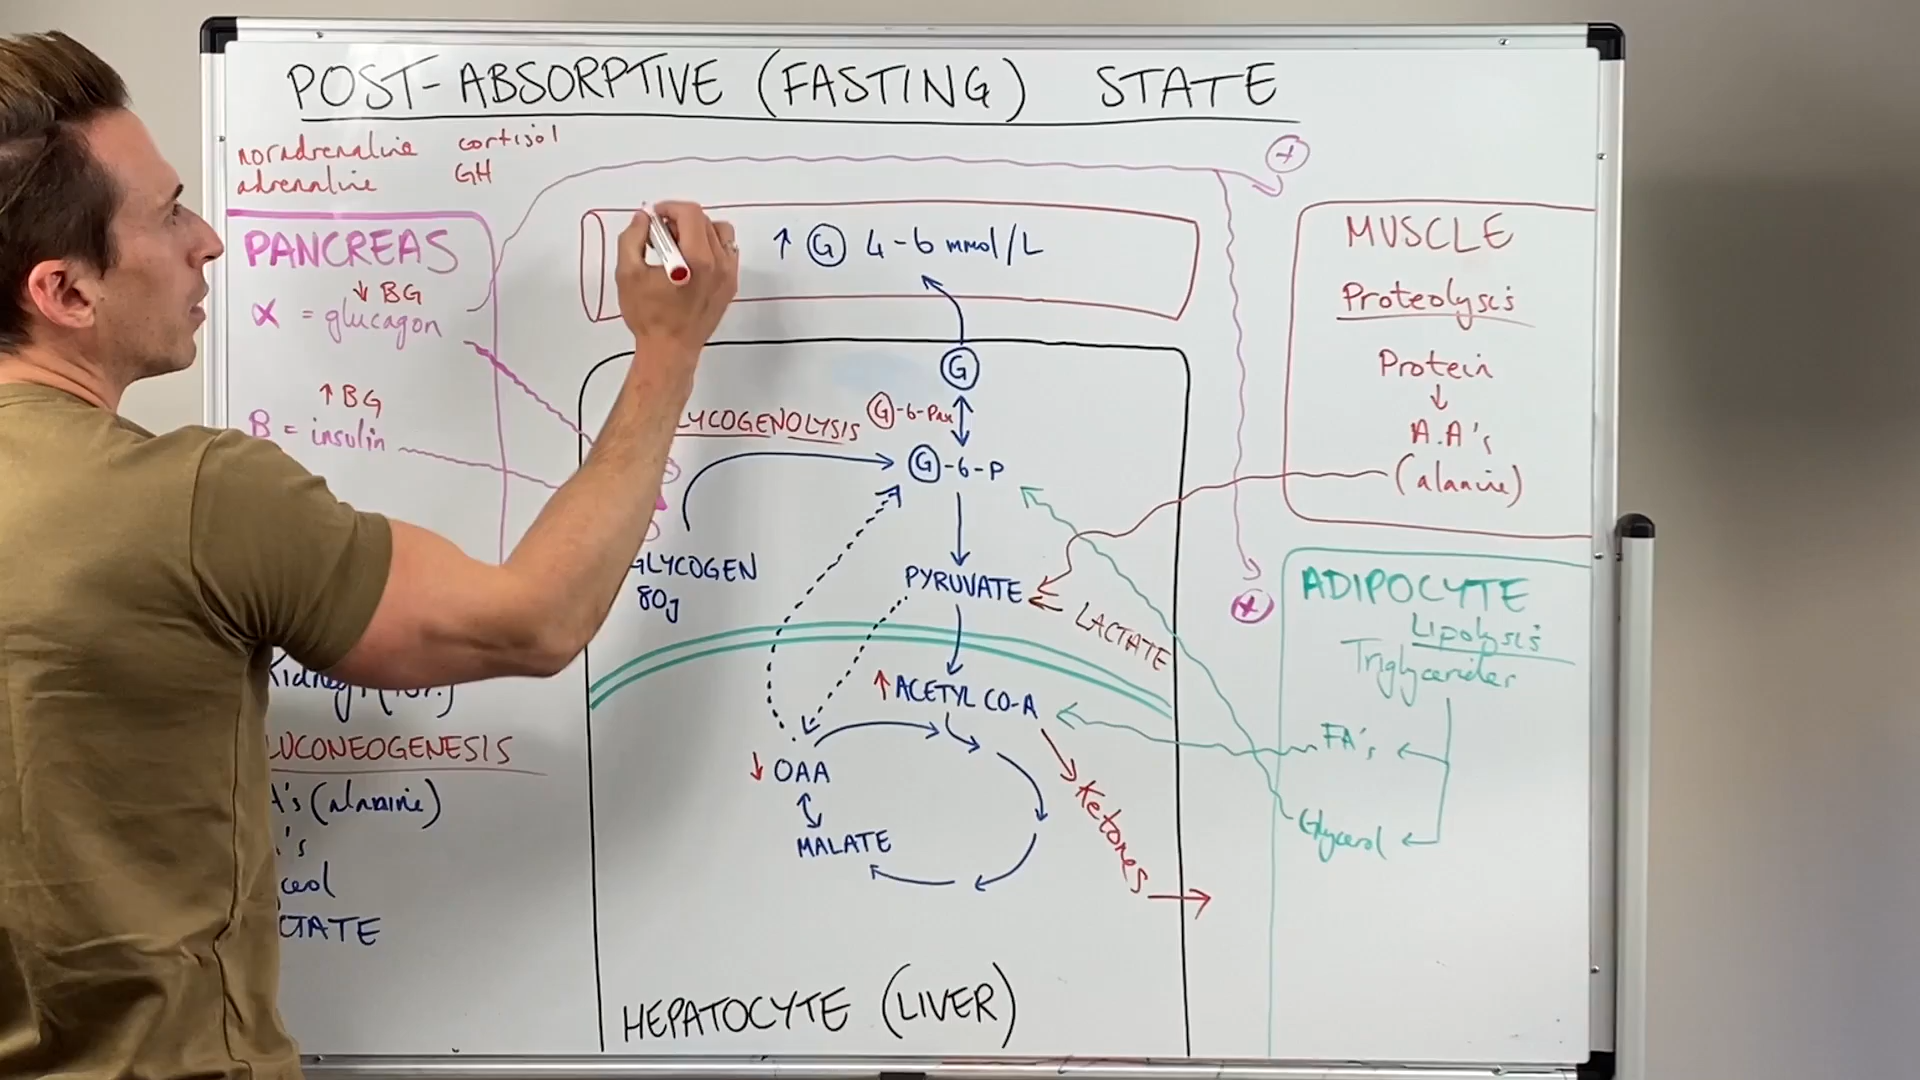 POST-ABSORPTIVE (FASTING) STATE
noradrenaline cortisol
adrenaline GH
PANCREAS
↓ BG
α = glucagon
↑ BG
B = insulin
Kidney
LUCONEOGENESIS
A's (alanine)
's
ceol
CTATE
↑ G 4-6 mmol/L
G
LYCOGENOLYSIS G-6-Pase
G-6-P
GLYCOGEN
80g
PYRUVATE
LACTATE
↑ ACETYL CO-A
↓ OAA
MALATE
Ketones
HEPATOCYTE (LIVER)
+
MUSCLE
Proteolysis
Protein
↓
A.A's
(alanine)
+
ADIPOCYTE
Lipolysis
Triglycerides
FA's
Glycerol